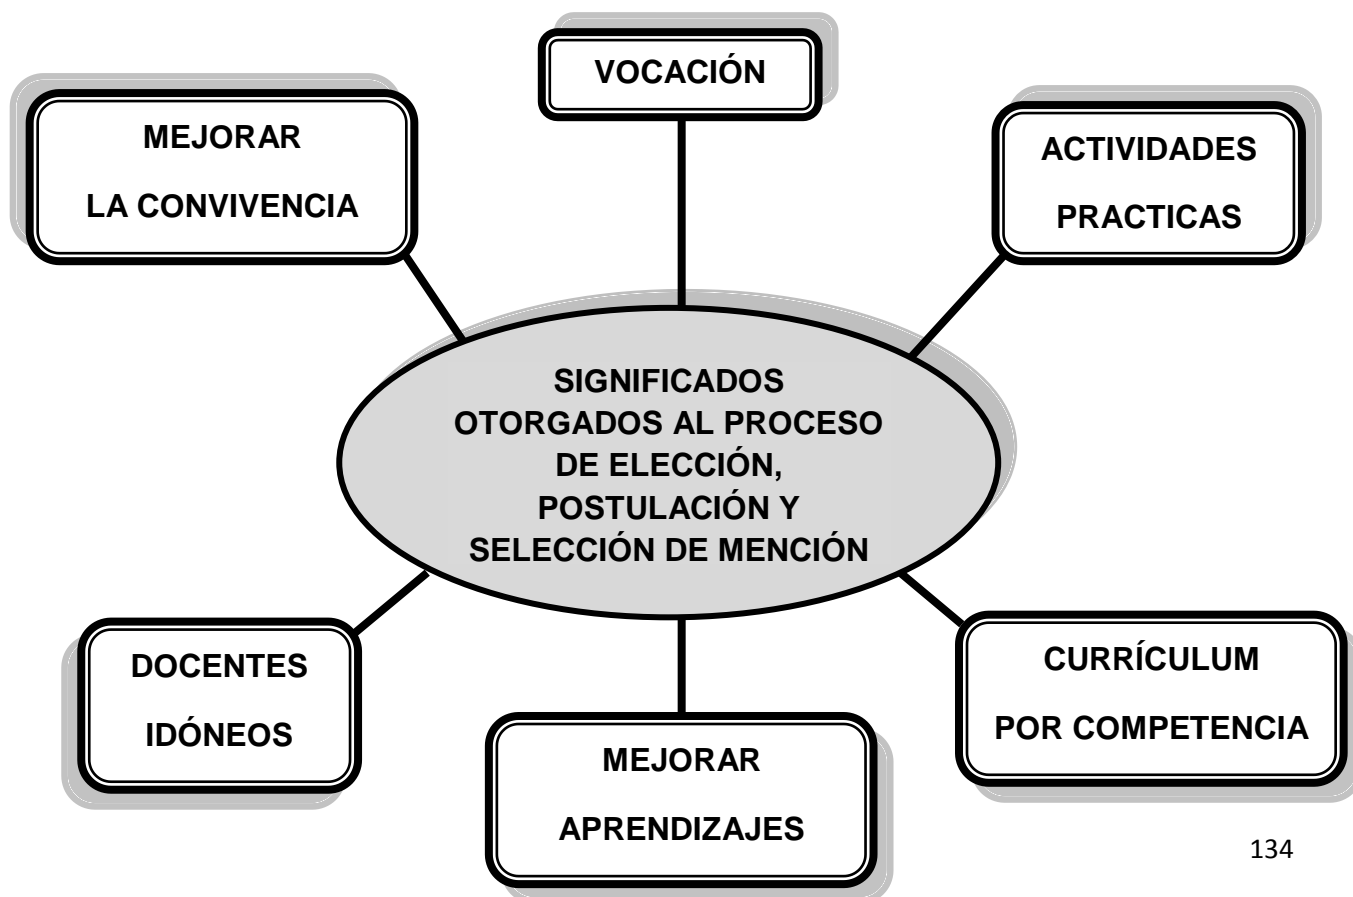 VOCACIÓN
MEJORAR
LA CONVIVENCIA
ACTIVIDADES
PRACTICAS
SIGNIFICADOS
OTORGADOS AL PROCESO
DE ELECCIÓN,
POSTULACIÓN Y
SELECCIÓN DE MENCIÓN
DOCENTES
IDÓNEOS
MEJORAR
APRENDIZAJES
CURRÍCULUM
POR COMPETENCIA
134